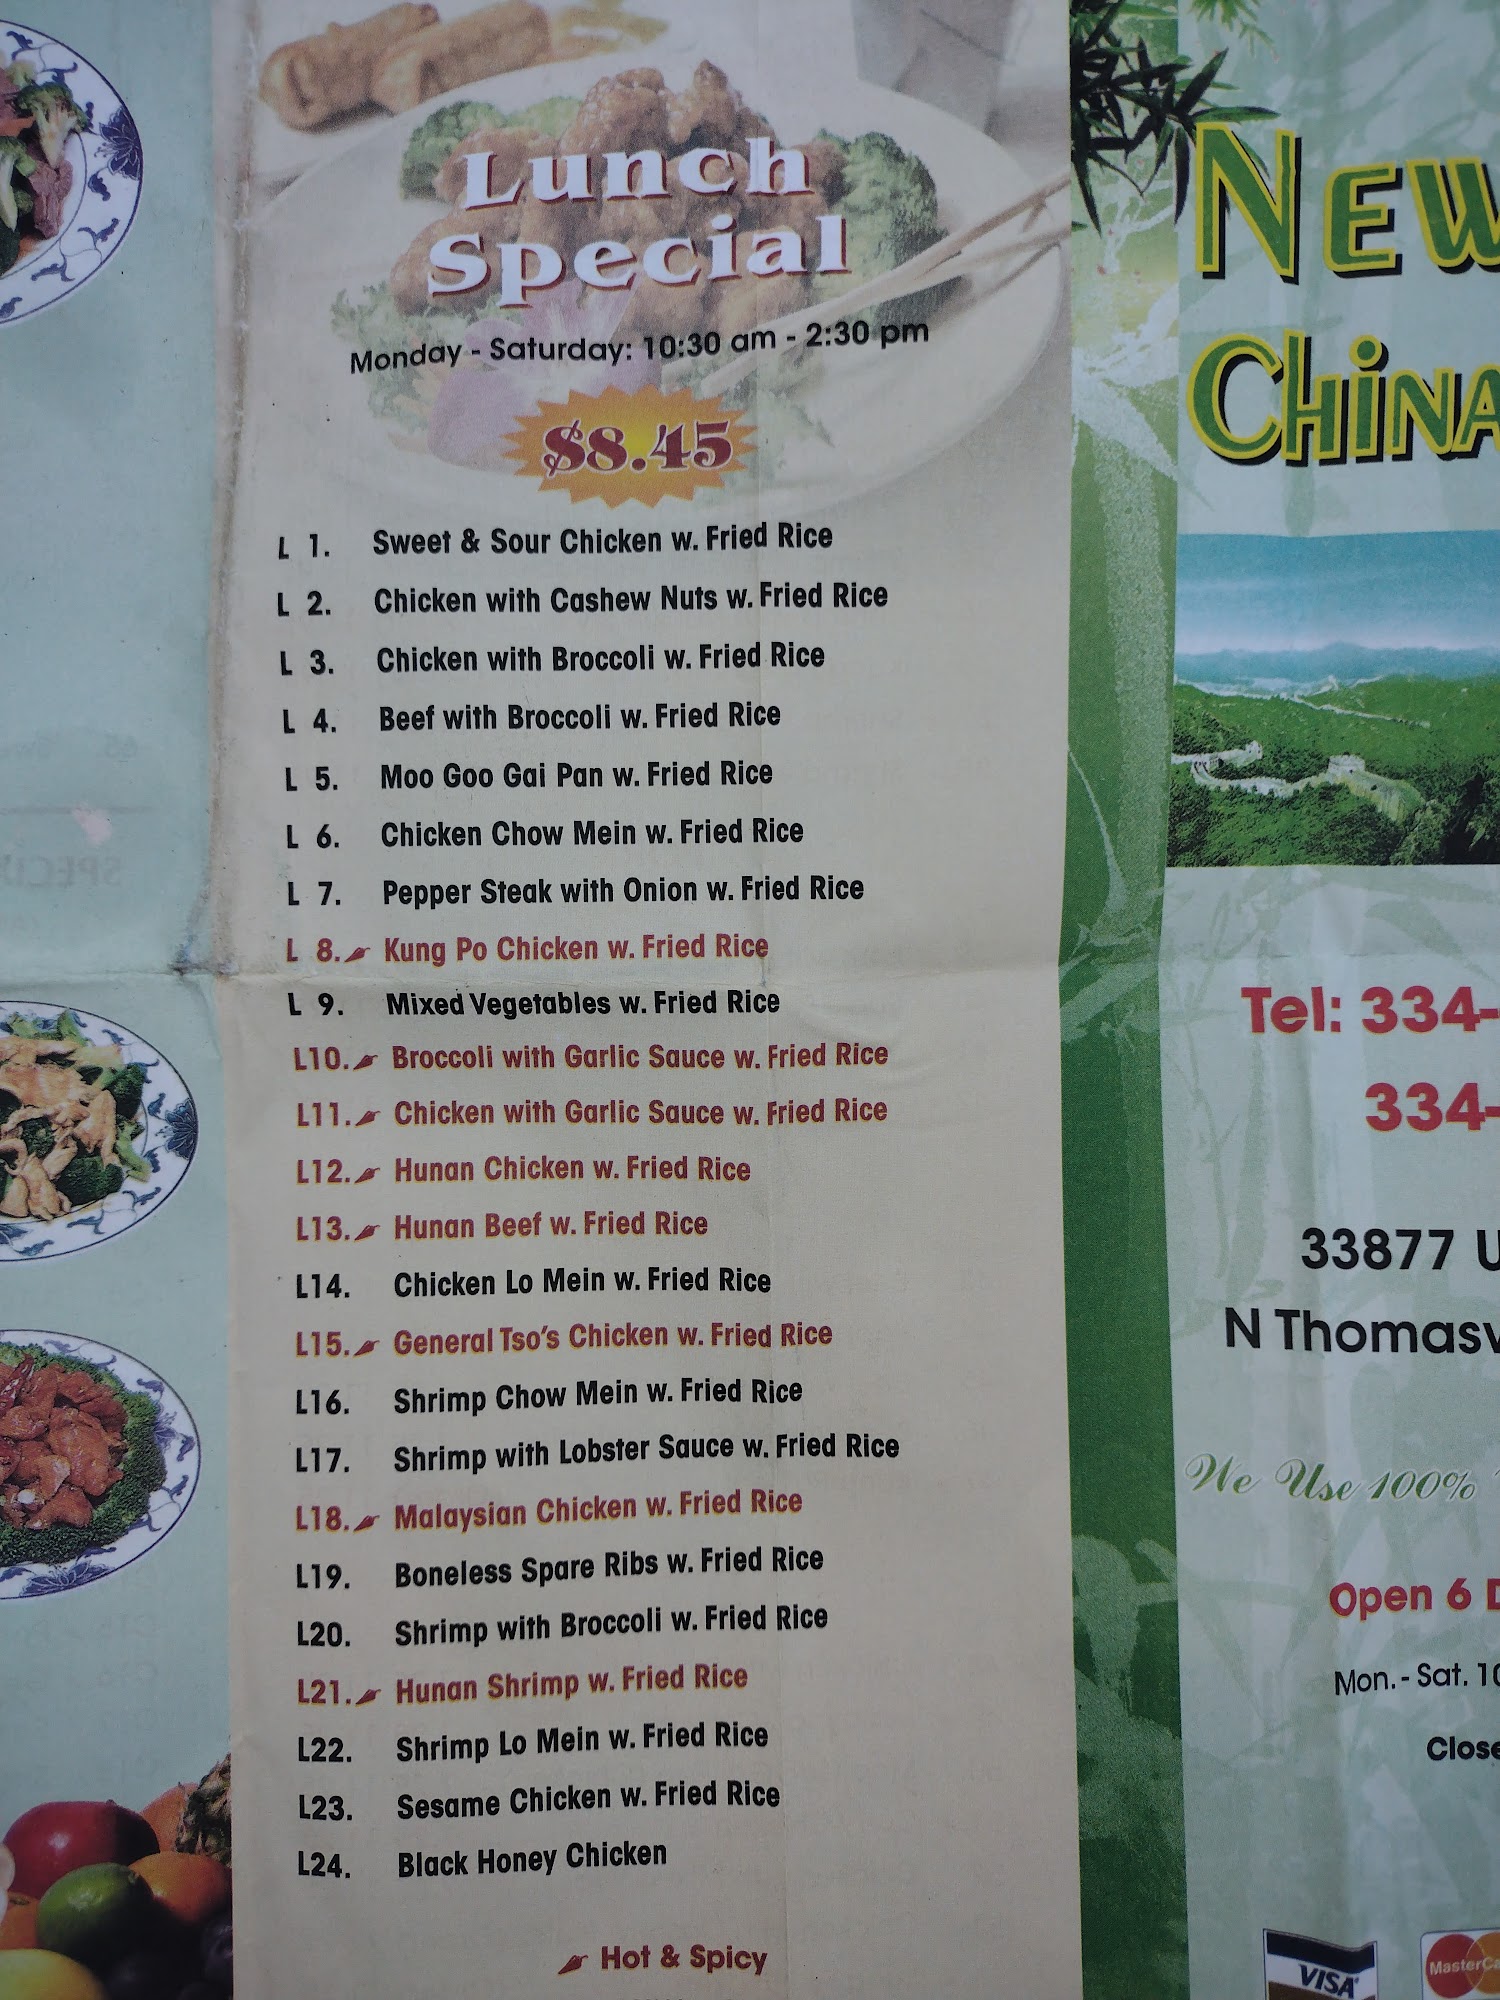 Lunch
Special
Monday - Saturday: 10:30 am - 2:30 pm
$8.45
L 1. Sweet & Sour Chicken w. Fried Rice
L 2. Chicken with Cashew Nuts w. Fried Rice
L 3. Chicken with Broccoli w. Fried Rice
L 4. Beef with Broccoli w. Fried Rice
L 5. Moo Goo Gai Pan w. Fried Rice
L 6. Chicken Chow Mein w. Fried Rice
L 7. Pepper Steak with Onion w. Fried Rice
L 8. Kung Po Chicken w. Fried Rice
L 9. Mixed Vegetables w. Fried Rice
L10. Broccoli with Garlic Sauce w. Fried Rice
L11. Chicken with Garlic Sauce w. Fried Rice
L12. Hunan Chicken w. Fried Rice
L13. Hunan Beef w. Fried Rice
L14. Chicken Lo Mein w. Fried Rice
L15. General Tso's Chicken w. Fried Rice
L16. Shrimp Chow Mein w. Fried Rice
L17. Shrimp with Lobster Sauce w. Fried Rice
L18. Malaysian Chicken w. Fried Rice
L19. Boneless Spare Ribs w. Fried Rice
L20. Shrimp with Broccoli w. Fried Rice
L21. Hunan Shrimp w. Fried Rice
L22. Shrimp Lo Mein w. Fried Rice
L23. Sesame Chicken w. Fried Rice
L24. Black Honey Chicken
Hot & Spicy
NEW
CHINA
Tel: 334-
334-
33877 U
N Thomasv
We Use 100%
Open 6 D
Mon.- Sat. 10
Close
VISA
MasterCa